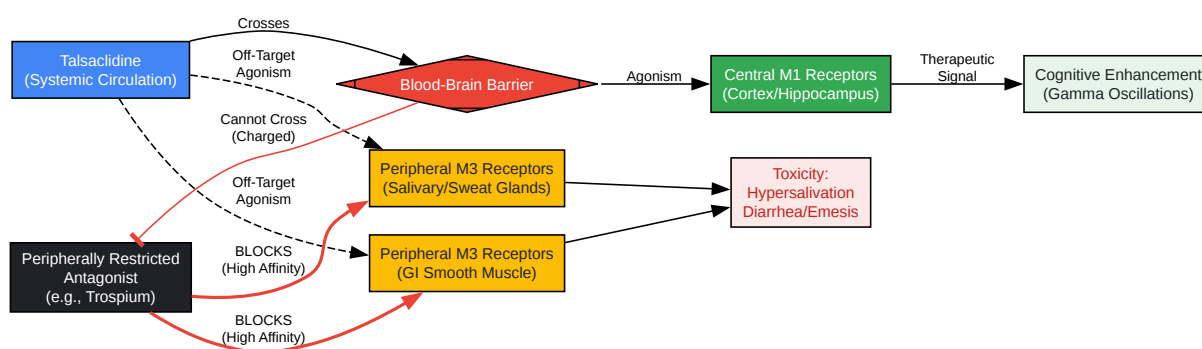 Crosses
Talsaclidine
(Systemic Circulation)
Off-Target
Agonism
Blood-Brain Barrier
Agonism
Central M1 Receptors
(Cortex/Hippocampus)
Therapeutic
Signal
Cognitive Enhancement
(Gamma Oscillations)
Cannot Cross
(Charged)
Peripheral M3 Receptors
(Salivary/Sweat Glands)
Toxicity:
Hypersalivation
Diarrhea/Emesis
Off-Target
Agonism
Peripherally Restricted
Antagonist
(e.g., Trospium)
BLOCKS
(High Affinity)
Peripheral M3 Receptors
(GI Smooth Muscle)
BLOCKS
(High Affinity)